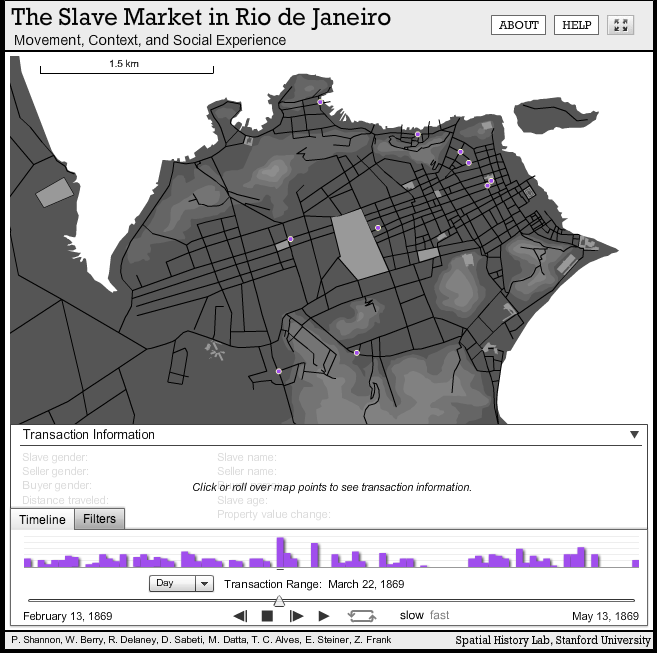 The Slave Market in Rio de Janeiro
Movement, Context, and Social Experience
ABOUT
HELP
1.5 km
Transaction Information
Slave gender:
Slave name:
Seller gender:
Seller name:
Buyer gender:
Click or roll over map points to see transaction information.
Distance traveled:
Slave age:
Property value change:
Timeline
Filters
Day
Transaction Range: March 22, 1869
February 13, 1869
slow fast
May 13, 1869
P. Shannon, W. Berry, R. Delaney, D. Sabeti, M. Datta, T. C. Alves, E. Steiner, Z. Frank
Spatial History Lab, Stanford University